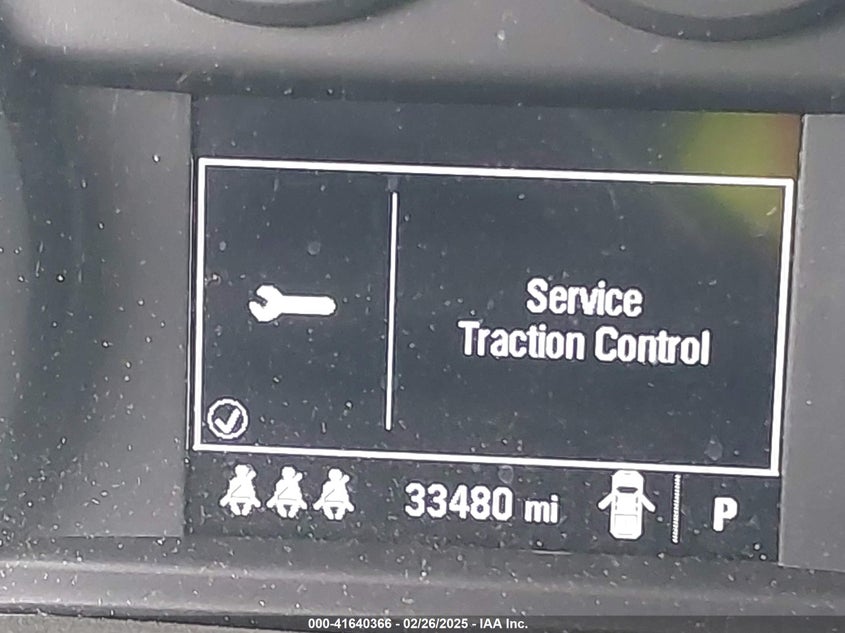 Service
Traction Control
33480 mi
P
000-41640366 - 02/26/2025 - IAA Inc.